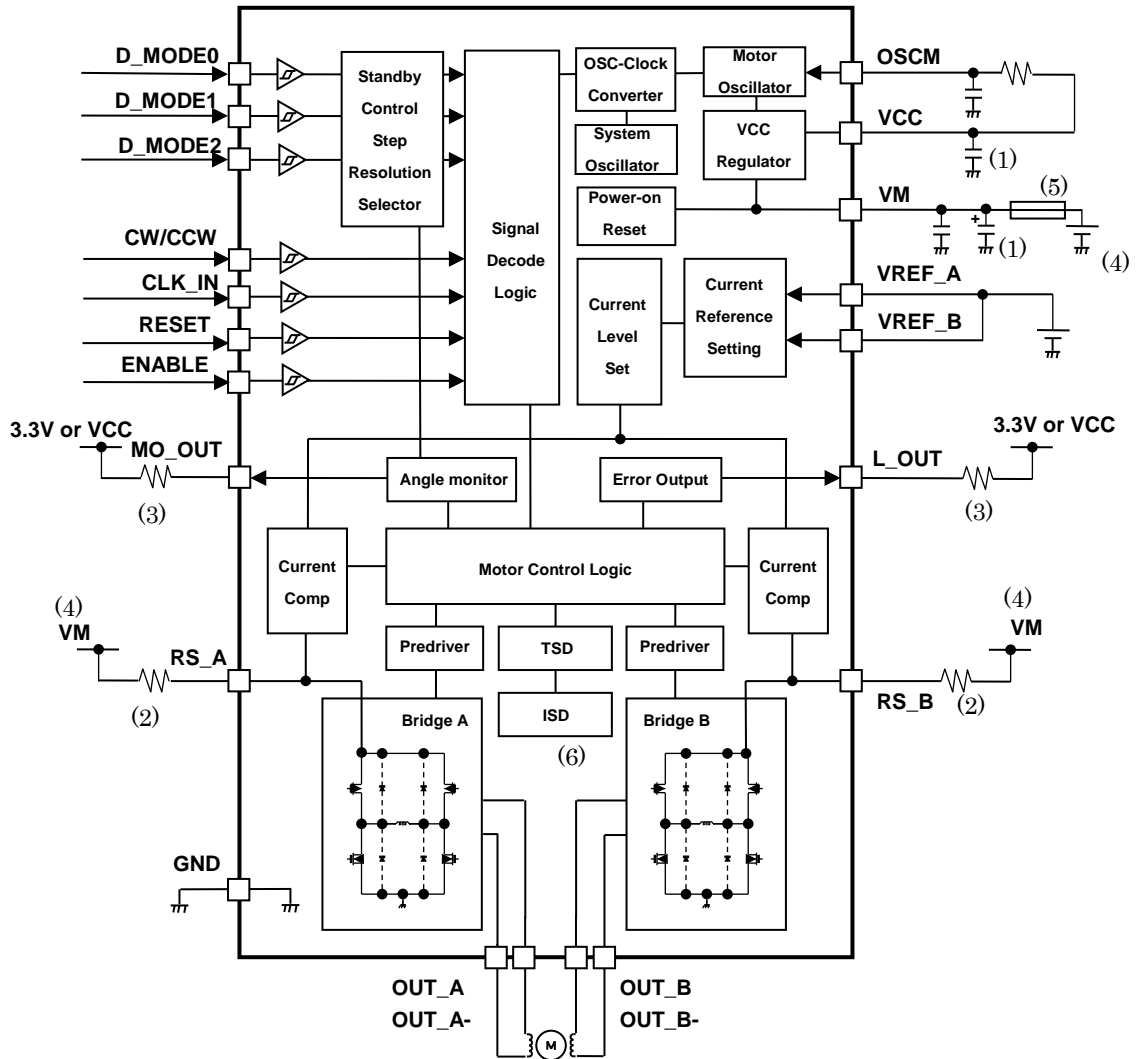 D_MODE0
D_MODE1
D_MODE2
CW/CCW
CLK_IN
RESET
ENABLE
Standby
Control
Step
Resolution
Selector
Signal
Decode
Logic
OSC-Clock
Converter
System
Oscillator
Motor
Oscillator
VCC
Regulator
Power-on
Reset
Current
Level
Set
Current
Reference
Setting
OSCM
VCC
(1)
VM
(5)
(1)
(4)
VREF_A
VREF_B
3.3V or VCC
MO_OUT
(3)
Angle monitor
Error Output
3.3V or VCC
L_OUT
(3)
Current
Comp
Motor Control Logic
Current
Comp
(4)
VM
RS_A
(2)
Predriver
TSD
Predriver
ISD
(6)
(4)
VM
RS_B
(2)
Bridge A
Bridge B
GND
OUT_A
OUT_A-
OUT_B
OUT_B-
M